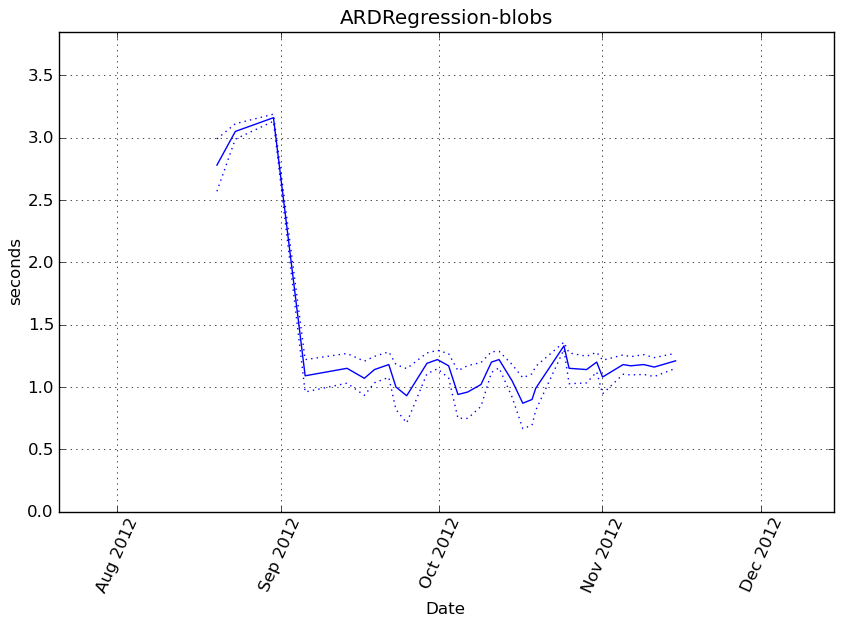 ARDRegression-blobs
3.5
3.0
2.5
2.0
1.5
1.0
0.5
0.0
seconds
Aug 2012
Sep 2012
Oct 2012
Nov 2012
Dec 2012
Date